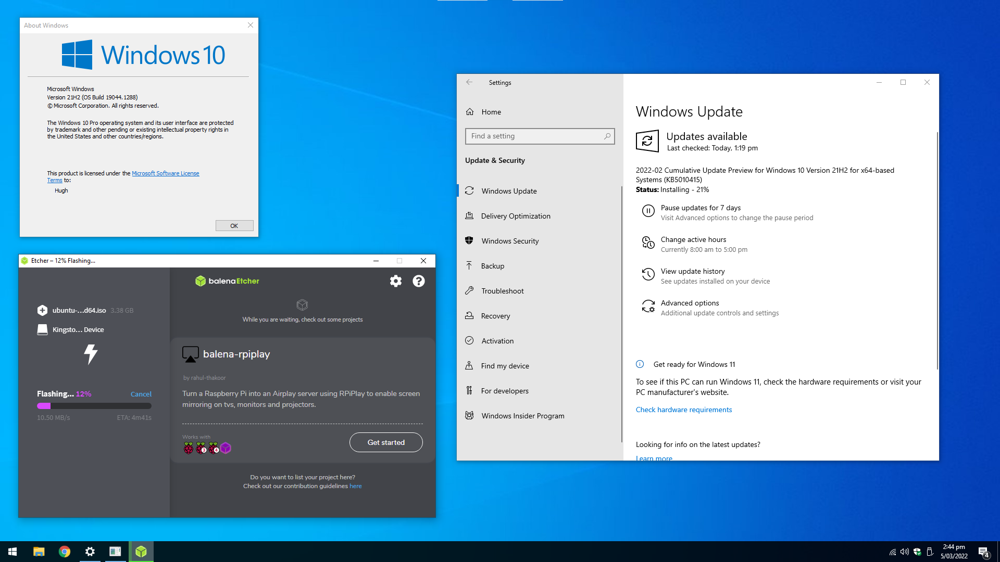 About Windows
Windows 10
Microsoft Windows
Version 21H2 (OS Build 19044.1288)
© Microsoft Corporation. All rights reserved.
The Windows 10 Pro operating system and its user interface are protected
by trademark and other pending or existing intellectual property rights in
the United States and other countries/regions.
This product is licensed under the Microsoft Software License
Terms to:
Hugh
OK
Etcher – 12% Flashing...
balenaEtcher
ubuntu-...d64.iso 3.38 GB
Kingsto... Device
Flashing... 12% Cancel
10.50 MB/s ETA: 4m41s
While you are waiting, check out some projects
balena-rpiplay
by rahul-thakoor
Turn a Raspberry Pi into an Airplay server using RPiPlay to enable screen
mirroring on tvs, monitors and projectors.
Works with
3 4
Get started
Do you want to list your project here?
Check out our contribution guidelines here
Settings
Home
Find a setting
Update & Security
Windows Update
Delivery Optimization
Windows Security
Backup
Troubleshoot
Recovery
Activation
Find my device
For developers
Windows Insider Program
Windows Update
Updates available
Last checked: Today, 1:19 pm
2022-02 Cumulative Update Preview for Windows 10 Version 21H2 for x64-based
Systems (KB5010415)
Status: Installing - 21%
Pause updates for 7 days
Visit Advanced options to change the pause period
Change active hours
Currently 8:00 am to 5:00 pm
View update history
See updates installed on your device
Advanced options
Additional update controls and settings
Get ready for Windows 11
To see if this PC can run Windows 11, check the hardware requirements or visit your
PC manufacturer's website.
Check hardware requirements
Looking for info on the latest updates?
Learn more
2:44 pm
5/03/2022
4